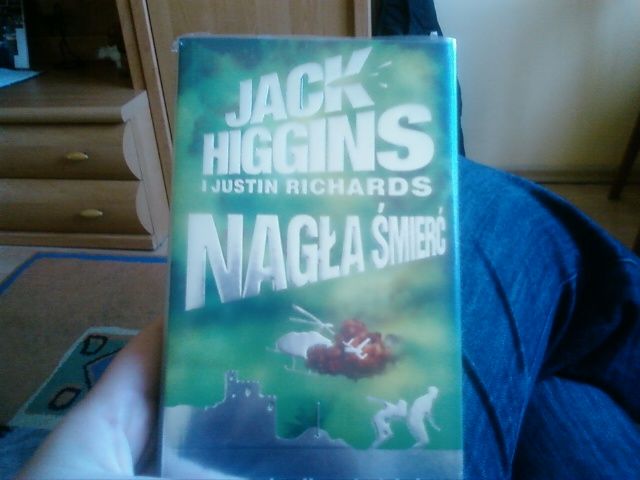 JACK
HIGGINS
I JUSTIN RICHARDS
NAGŁA ŚMIERĆ